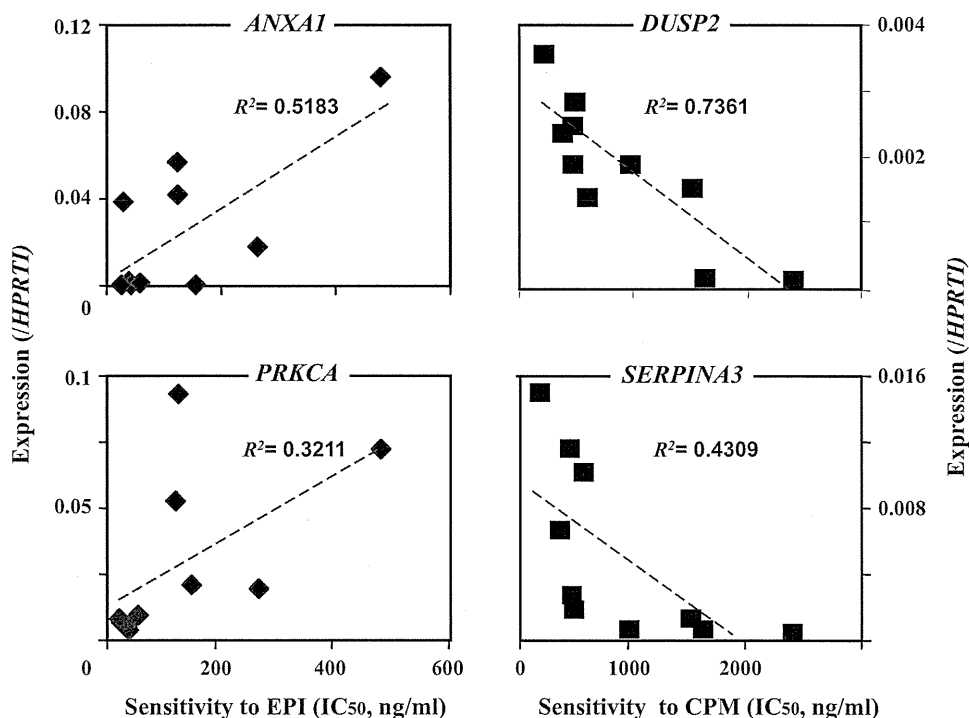 ANXA1
DUSP2
0.12
0.08
0.04
0
R²= 0.5183
R²= 0.7361
0.004
0.002
Expression (/HPRTI)
Expression (/HPRTI)
PRKCA
SERPINA3
0.1
0.05
R²= 0.3211
R²= 0.4309
0.016
0.008
0 200 400 600
0 1000 2000
Sensitivity to EPI (IC50, ng/ml)
Sensitivity to CPM (IC50, ng/ml)